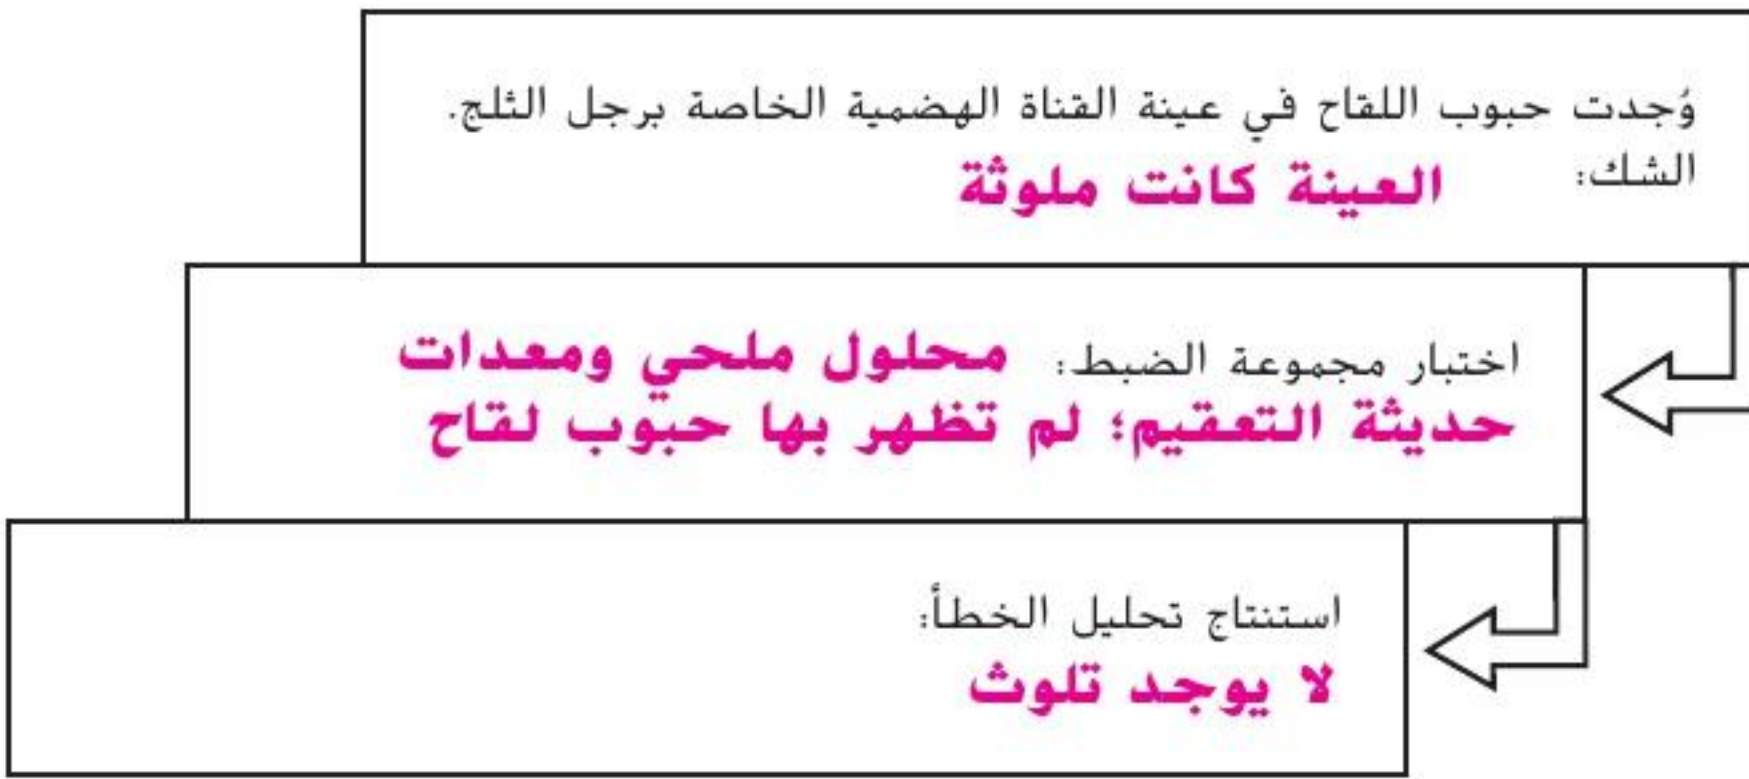 وُجدت حبوب اللقاح في عينة القناة الهضمية الخاصة برجل الثلج.
الشك: العينة كانت ملوثة
اختبار مجموعة الضبط: محلول ملحي ومعدات
حديثة التعقيم؛ لم تظهر بها حبوب لقاح
استنتاج تحليل الخطأ:
لا يوجد تلوث